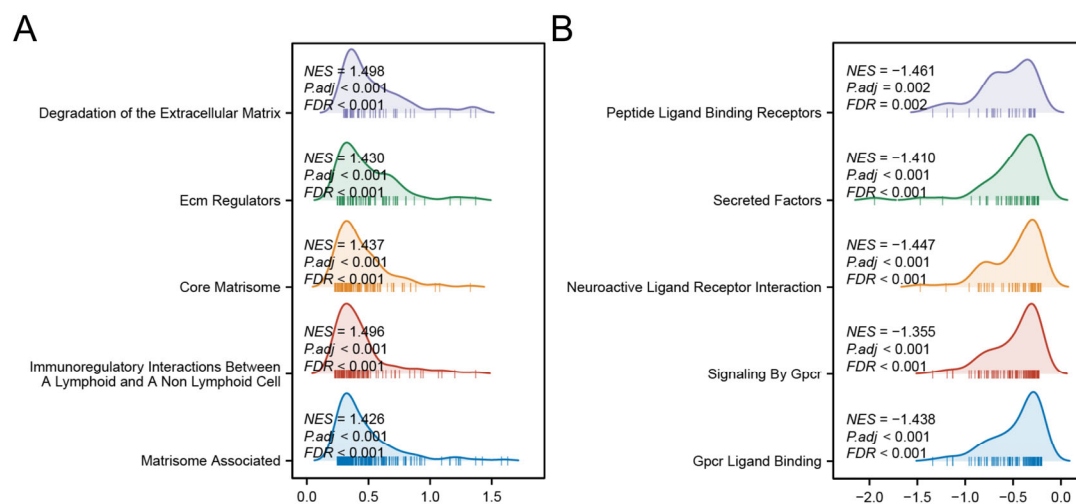 A
NES = 1.498
P.adj < 0.001
FDR < 0.001
Degradation of the Extracellular Matrix
NES = 1.430
P.adj < 0.001
FDR < 0.001
Ecm Regulators
NES = 1.437
P.adj < 0.001
FDR < 0.001
Core Matrisome
NES = 1.496
P.adj < 0.001
FDR < 0.001
Immunoregulatory Interactions Between
A Lymphoid and A Non Lymphoid Cell
NES = 1.426
P.adj < 0.001
FDR < 0.001
Matrisome Associated
0.0 0.5 1.0 1.5
B
NES = −1.461
P.adj = 0.002
FDR = 0.002
Peptide Ligand Binding Receptors
NES = −1.410
P.adj < 0.001
FDR < 0.001
Secreted Factors
NES = −1.447
P.adj < 0.001
FDR < 0.001
Neuroactive Ligand Receptor Interaction
NES = −1.355
P.adj < 0.001
FDR < 0.001
Signaling By Gpcr
NES = −1.438
P.adj < 0.001
FDR < 0.001
Gpcr Ligand Binding
−2.0 −1.5 −1.0 −0.5 0.0